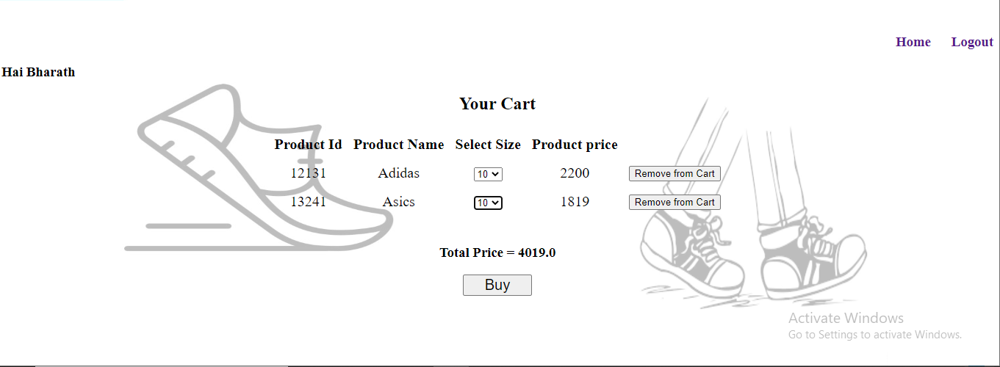 Home Logout
Hai Bharath
Your Cart
Product Id Product Name Select Size Product price
12131 Adidas 10 2200 Remove from Cart
13241 Asics 10 1819 Remove from Cart
Total Price = 4019.0
Buy
Activate Windows
Go to Settings to activate Windows.